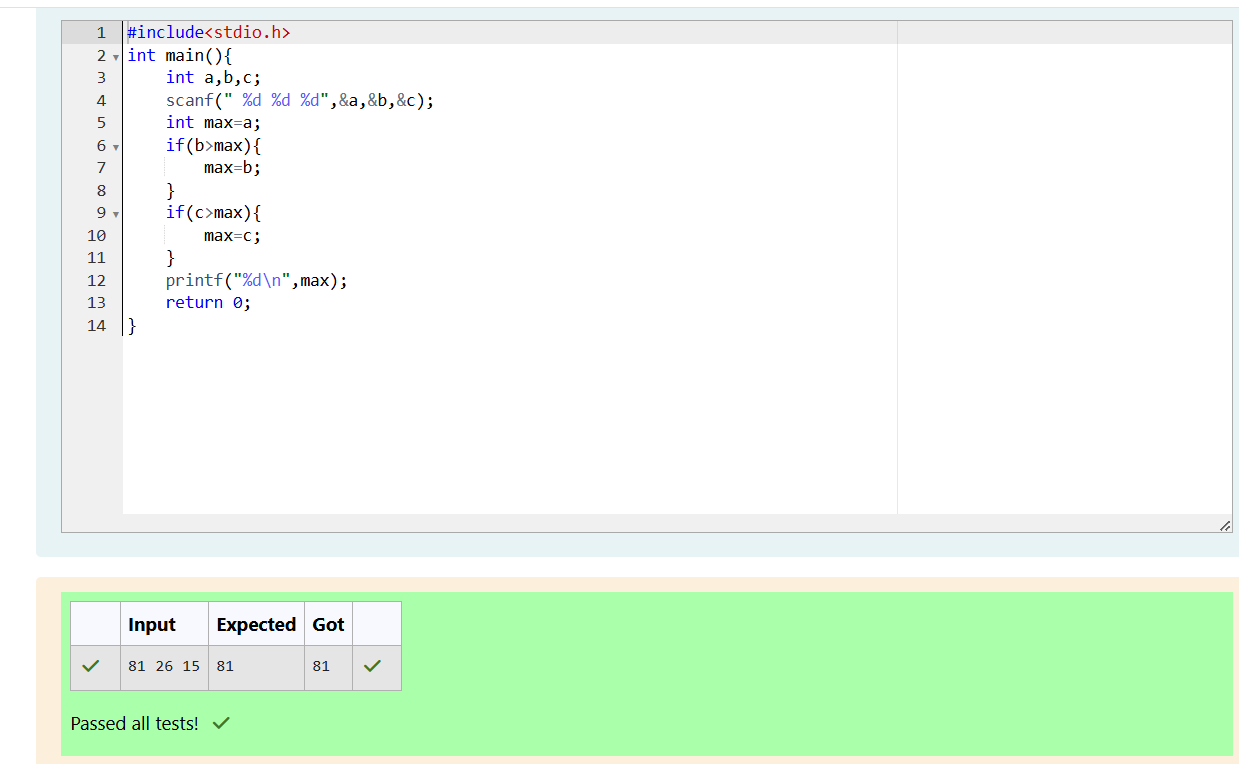 1 #include<stdio.h>
2 int main(){
3     int a,b,c;
4     scanf(" %d %d %d",&a,&b,&c);
5     int max=a;
6     if(b>max){
7         max=b;
8     }
9     if(c>max){
10         max=c;
11     }
12     printf("%d\n",max);
13     return 0;
14 }
Input Expected Got
81 26 15 81 81
Passed all tests!